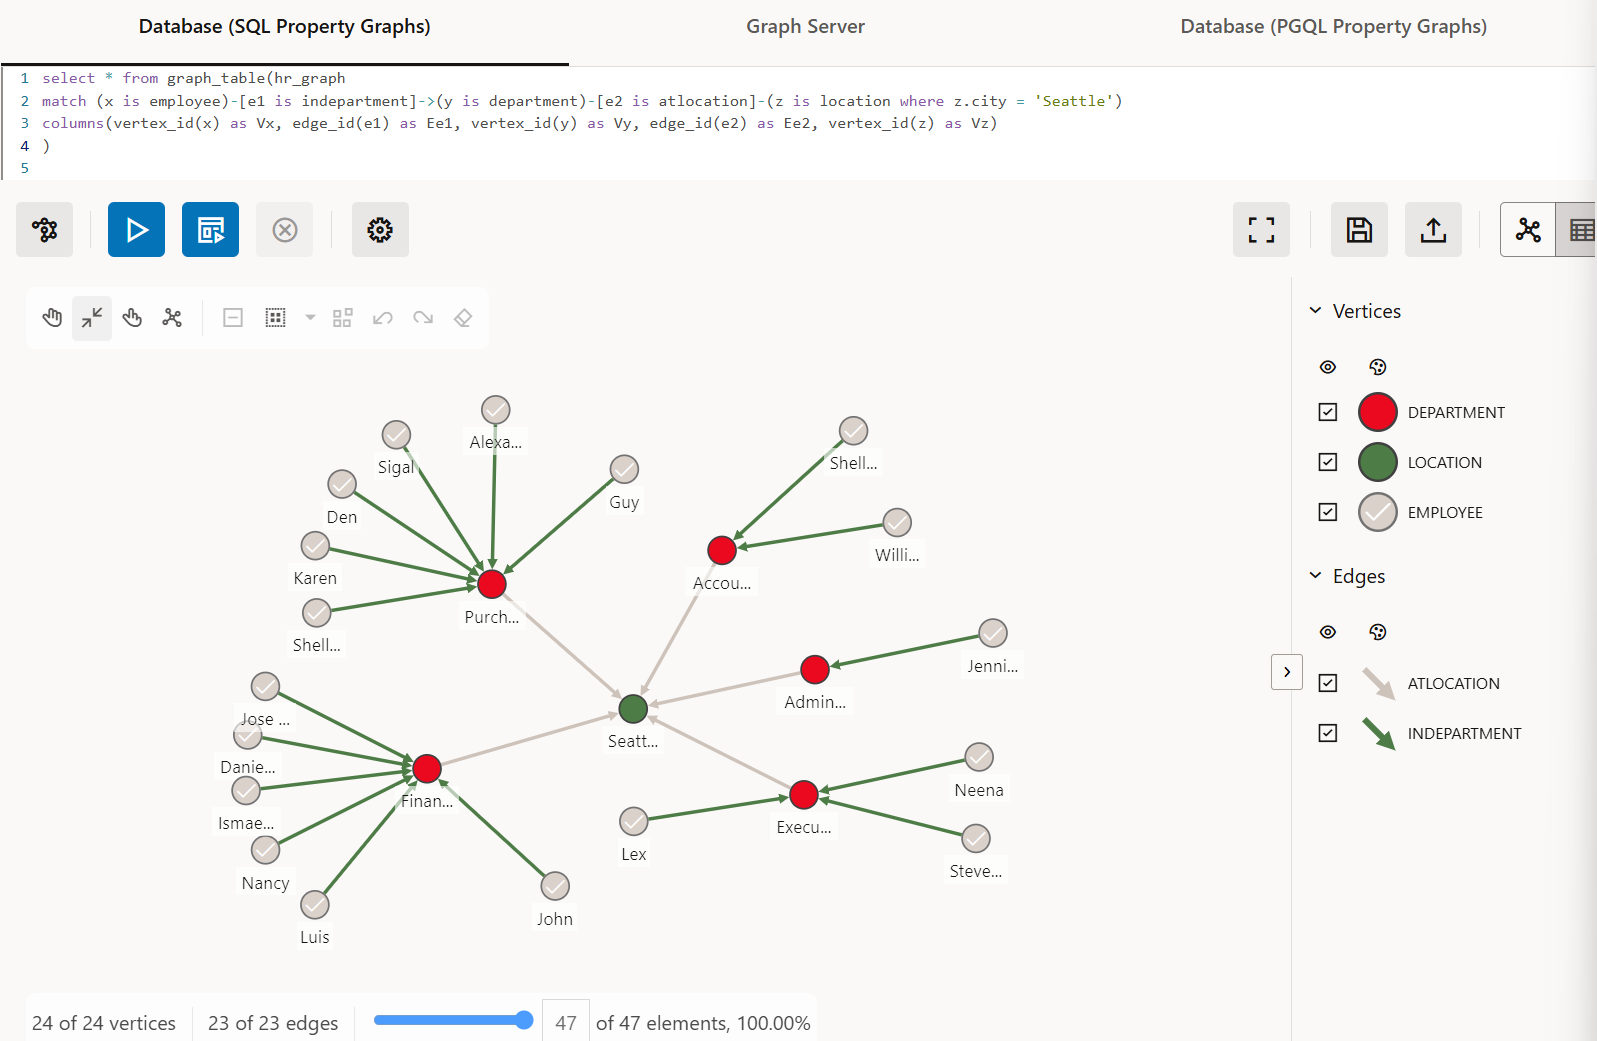 Database (SQL Property Graphs)
Graph Server
Database (PGQL Property Graphs)
1 select * from graph_table(hr_graph
2 match (x is employee)-[e1 is indepartment]->(y is department)-[e2 is atlocation]-(z is location where z.city = 'Seattle')
3 columns(vertex_id(x) as Vx, edge_id(e1) as Ee1, vertex_id(y) as Vy, edge_id(e2) as Ee2, vertex_id(z) as Vz)
4 )
5
Vertices
DEPARTMENT
LOCATION
EMPLOYEE
Edges
ATLOCATION
INDEPARTMENT
Alexa...
Sigal
Shell...
Guy
Den
Willi...
Karen
Accou...
Purch...
Shell...
Jenni...
Admin...
Jose ...
Seatt...
Danie...
Neena
Finan...
Ismae...
Execu...
Lex
Steve...
Nancy
John
Luis
24 of 24 vertices
23 of 23 edges
47 of 47 elements, 100.00%